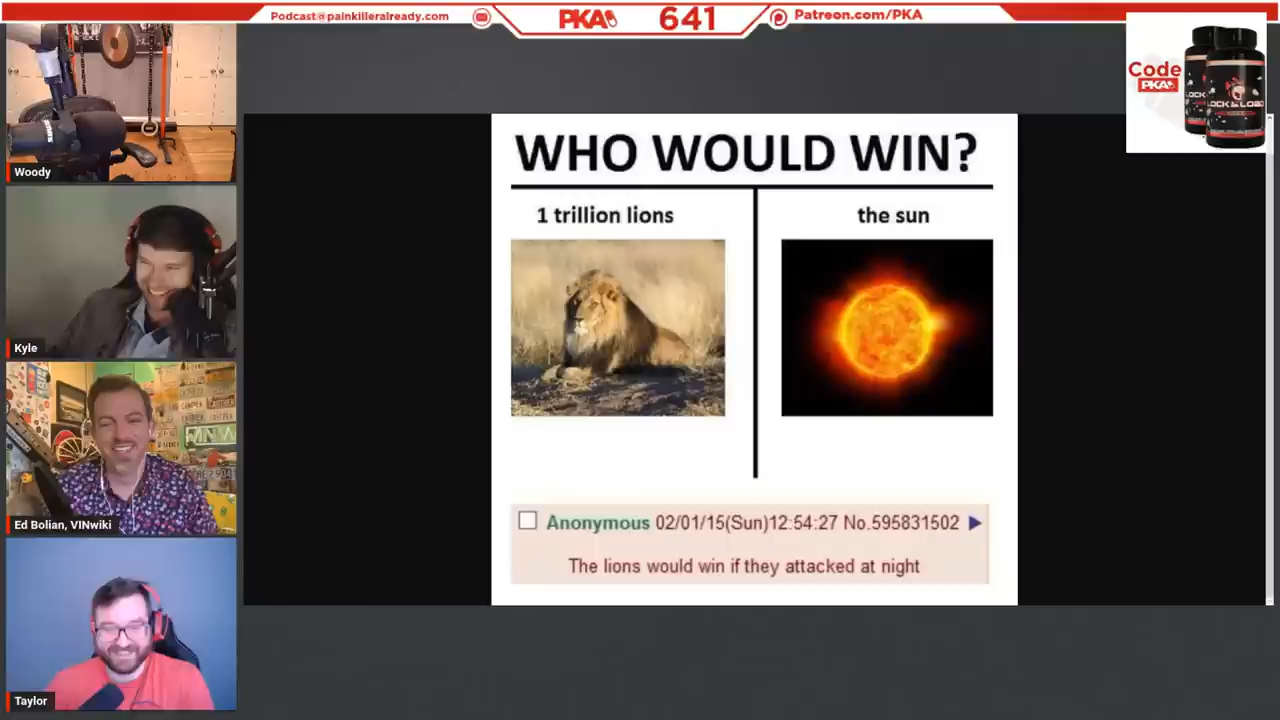 Podcast@painkilleralready.com
PKA 641
Patreon.com/PKA
Code
PKA
LOCK & LOAD
Woody
Kyle
Ed Bolian, VINwiki
Taylor
WHO WOULD WIN?
1 trillion lions
the sun
Anonymous 02/01/15(Sun)12:54:27 No.595831502
The lions would win if they attacked at night